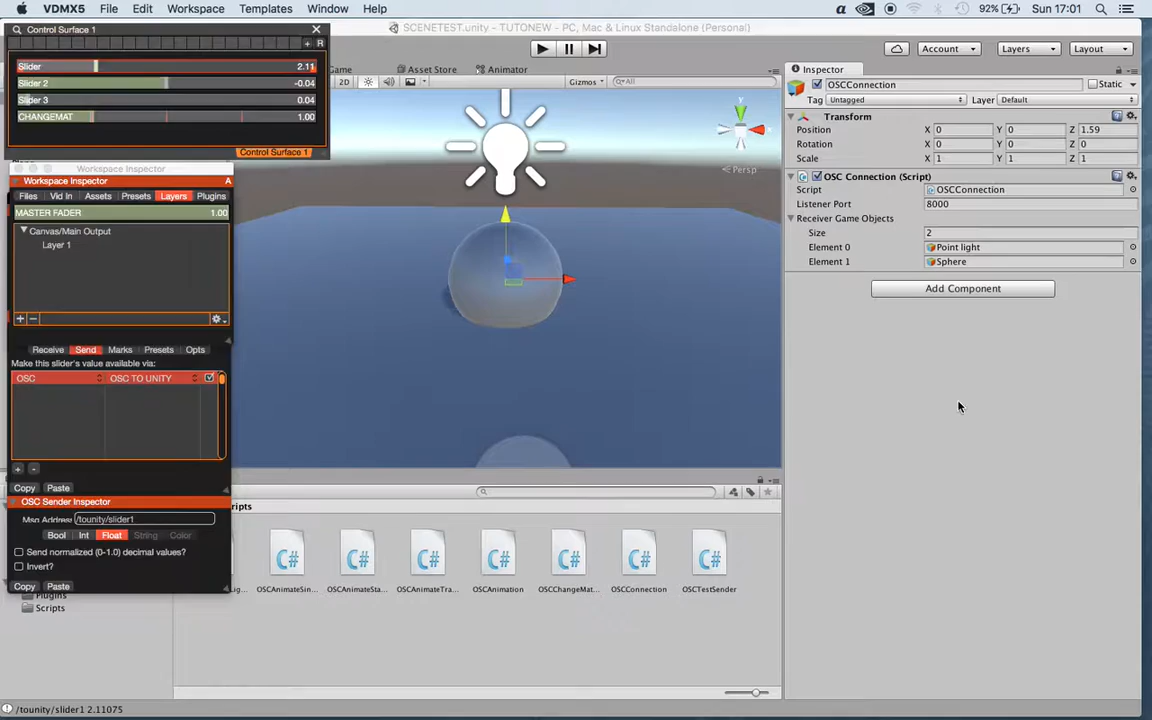 VDMX5 File Edit Workspace Templates Window Help 92% Sun 17:01
Control Surface 1
SCENETEST.unity - TUTONEW - PC, Mac & Linux Standalone (Personal)
+ R
Account Layers Layout
Slider 2.11
Slider 2 -0.04
Slider 3 0.04
CHANGEMAT 1.00
Control Surface 1
Game Asset Store Animator
2D Gizmos All
Persp
Workspace Inspector
Workspace Inspector A
Files Vid In Assets Presets Layers Plugins
MASTER FADER 1.00
Canvas/Main Output
Layer 1
Receive Send Marks Presets Opts
Make this slider's value available via:
OSC OSC TO UNITY
Copy Paste
OSC Sender Inspector
Msg Address: /tounity/slider1
Bool Int Float String Color
Send normalized (0-1.0) decimal values?
Invert?
Copy Paste
Plugins
Scripts
ripts
OSCAnimateSin...
OSCAnimateSta...
OSCAnimateTra...
OSCAnimation
OSCChangeMat...
OSCConnection
OSCTestSender
Inspector
OSCConnection Static
Tag Untagged Layer Default
Transform
Position X 0 Y 0 Z 1.59
Rotation X 0 Y 0 Z 0
Scale X 1 Y 1 Z 1
OSC Connection (Script)
Script OSCConnection
Listener Port 8000
Receiver Game Objects
Size 2
Element 0 Point light
Element 1 Sphere
Add Component
/tounity/slider1 2.11075